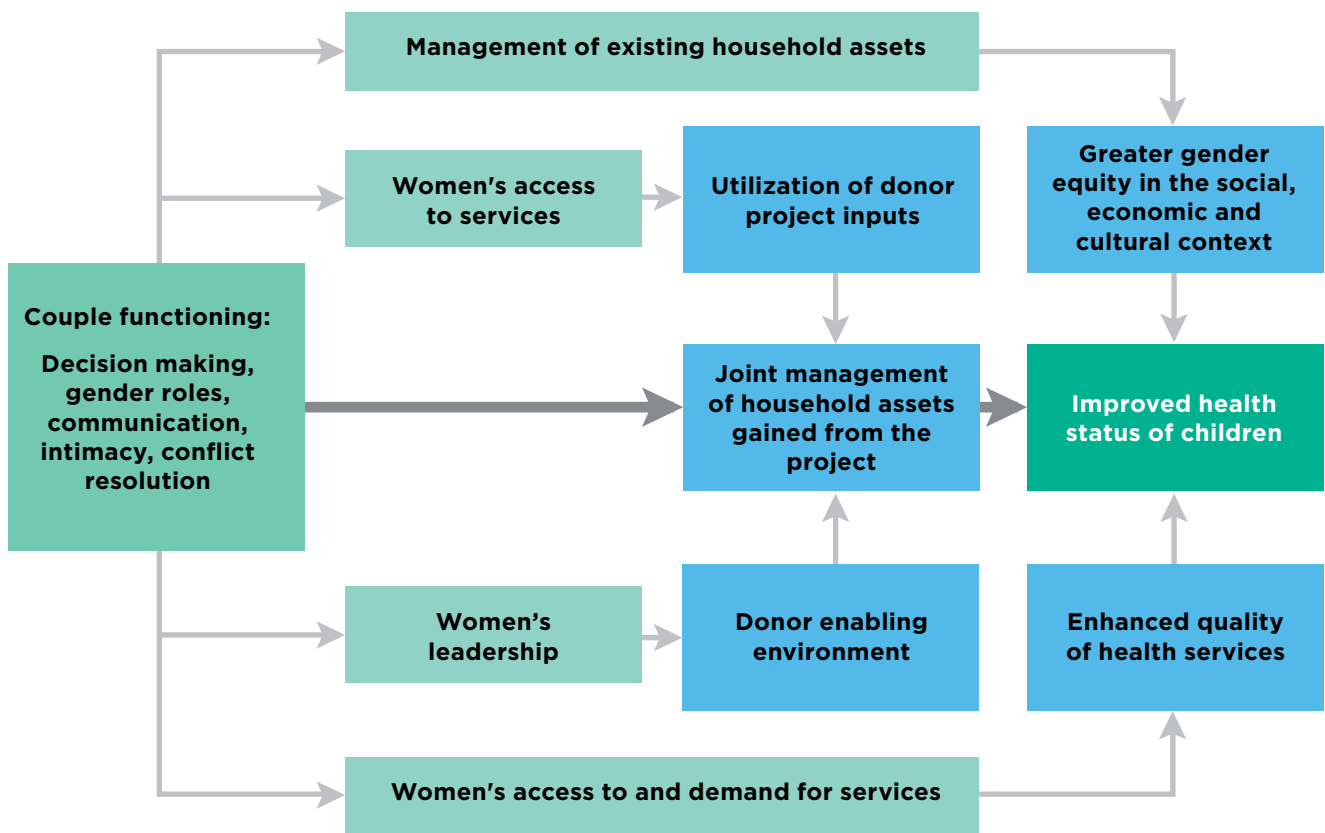 Management of existing household assets
Women's access
to services
Utilization of donor
project inputs
Greater gender
equity in the social,
economic and
cultural context
Couple functioning:
Decision making,
gender roles,
communication,
intimacy, conflict
resolution
Joint management
of household assets
gained from the
project
Improved health
status of children
Women’s
leadership
Donor enabling
environment
Enhanced quality
of health services
Women's access to and demand for services